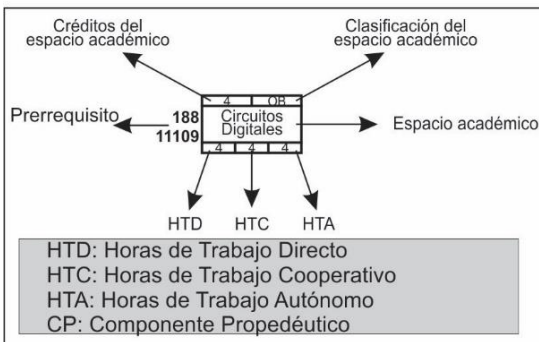 Créditos del
espacio académico
Clasificación del
espacio académico
4 OB
Prerrequisito
188
11109
Circuitos
Digitales
Espacio académico
4 4 4
HTD HTC HTA
HTD: Horas de Trabajo Directo
HTC: Horas de Trabajo Cooperativo
HTA: Horas de Trabajo Autónomo
CP: Componente Propedéutico